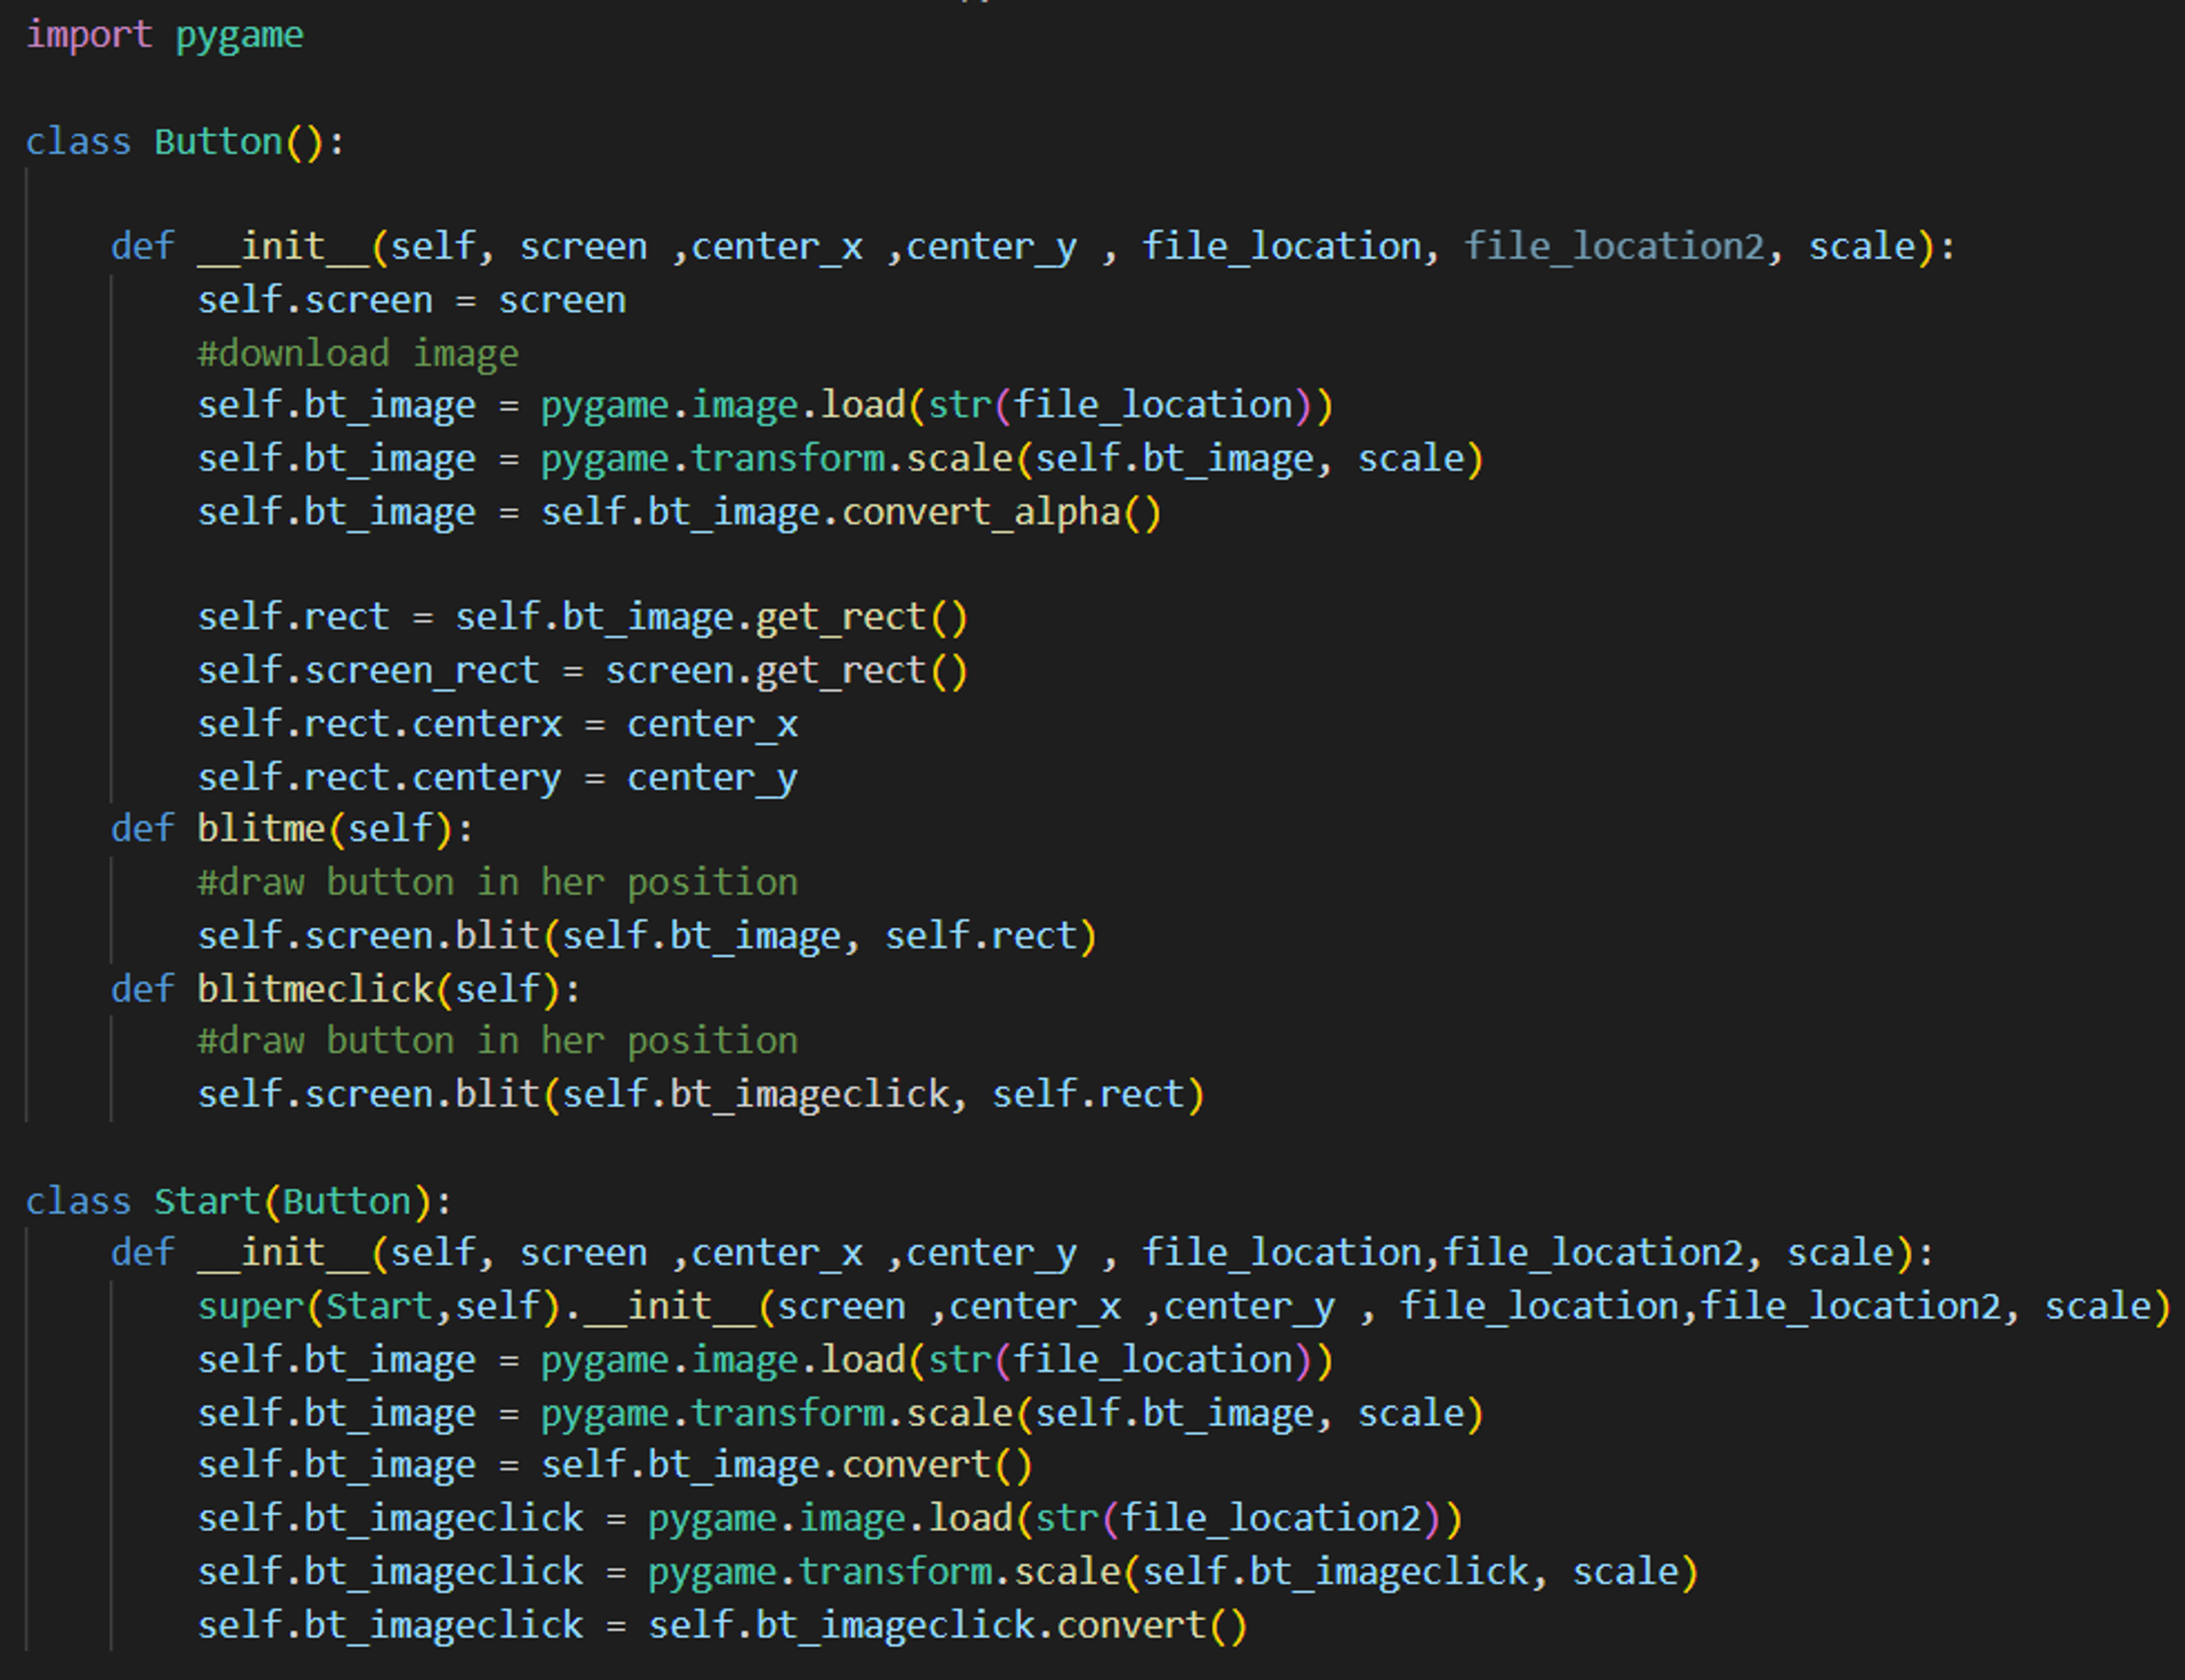 import pygame
class Button():
def __init__(self, screen ,center_x ,center_y , file_location, file_location2, scale):
self.screen = screen
#download image
self.bt_image = pygame.image.load(str(file_location))
self.bt_image = pygame.transform.scale(self.bt_image, scale)
self.bt_image = self.bt_image.convert_alpha()
self.rect = self.bt_image.get_rect()
self.screen_rect = screen.get_rect()
self.rect.centerx = center_x
self.rect.centery = center_y
def blitme(self):
#draw button in her position
self.screen.blit(self.bt_image, self.rect)
def blitmeclick(self):
#draw button in her position
self.screen.blit(self.bt_imageclick, self.rect)
class Start(Button):
def __init__(self, screen ,center_x ,center_y , file_location,file_location2, scale):
super(Start,self).__init__(screen ,center_x ,center_y , file_location,file_location2, scale)
self.bt_image = pygame.image.load(str(file_location))
self.bt_image = pygame.transform.scale(self.bt_image, scale)
self.bt_image = self.bt_image.convert()
self.bt_imageclick = pygame.image.load(str(file_location2))
self.bt_imageclick = pygame.transform.scale(self.bt_imageclick, scale)
self.bt_imageclick = self.bt_imageclick.convert()